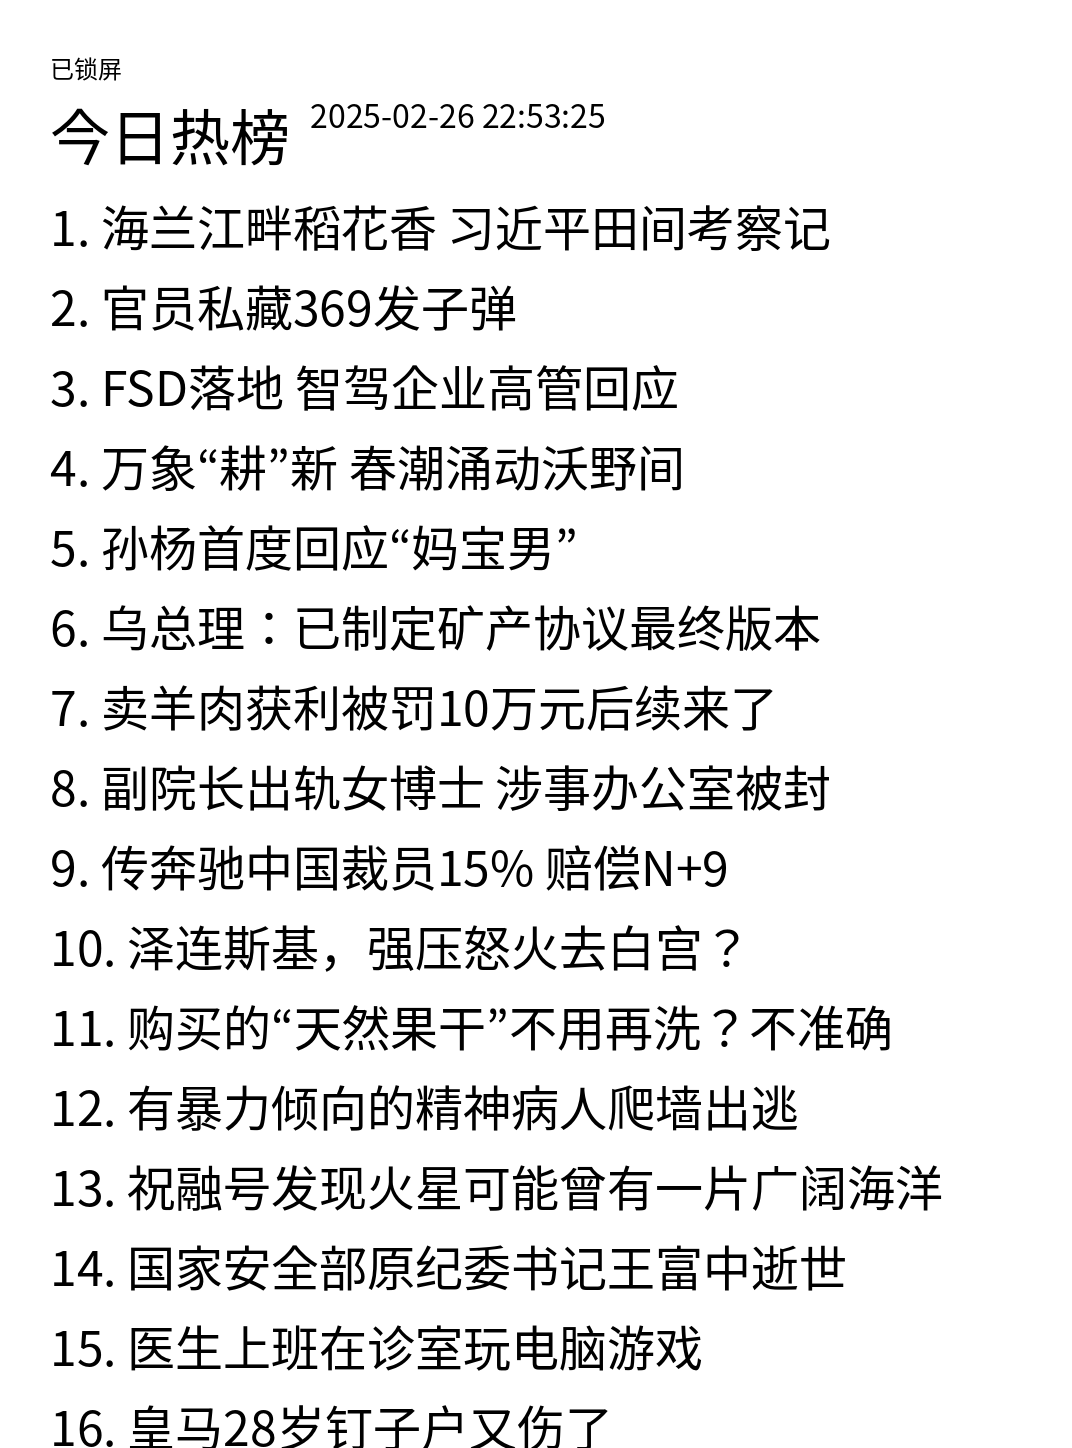 已锁屏
今日热榜 2025-02-26 22:53:25
1. 海兰江畔稻花香 习近平田间考察记
2. 官员私藏369发子弹
3. FSD落地 智驾企业高管回应
4. 万象“耕”新 春潮涌动沃野间
5. 孙杨首度回应“妈宝男”
6. 乌总理：已制定矿产协议最终版本
7. 卖羊肉获利被罚10万元后续来了
8. 副院长出轨女博士 涉事办公室被封
9. 传奔驰中国裁员15% 赔偿N+9
10. 泽连斯基，强压怒火去白宫？
11. 购买的“天然果干”不用再洗？不准确
12. 有暴力倾向的精神病人爬墙出逃
13. 祝融号发现火星可能曾有一片广阔海洋
14. 国家安全部原纪委书记王富中逝世
15. 医生上班在诊室玩电脑游戏
16. 皇马28岁钉子户又伤了